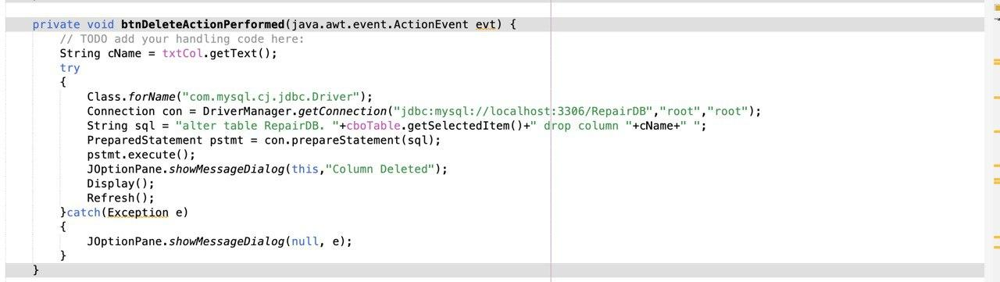 private void btnDeleteActionPerformed(java.awt.event.ActionEvent evt) {
// TODO add your handling code here:
String cName = txtCol.getText();
try
{
Class.forName("com.mysql.cj.jdbc.Driver");
Connection con = DriverManager.getConnection("jdbc:mysql://localhost:3306/RepairDB","root","root");
String sql = "alter table RepairDB. "+cboTable.getSelectedItem()+" drop column "+cName+" ";
PreparedStatement pstmt = con.prepareStatement(sql);
pstmt.execute();
JOptionPane.showMessageDialog(this,"Column Deleted");
Display();
Refresh();
}catch(Exception e)
{
JOptionPane.showMessageDialog(null, e);
}
}